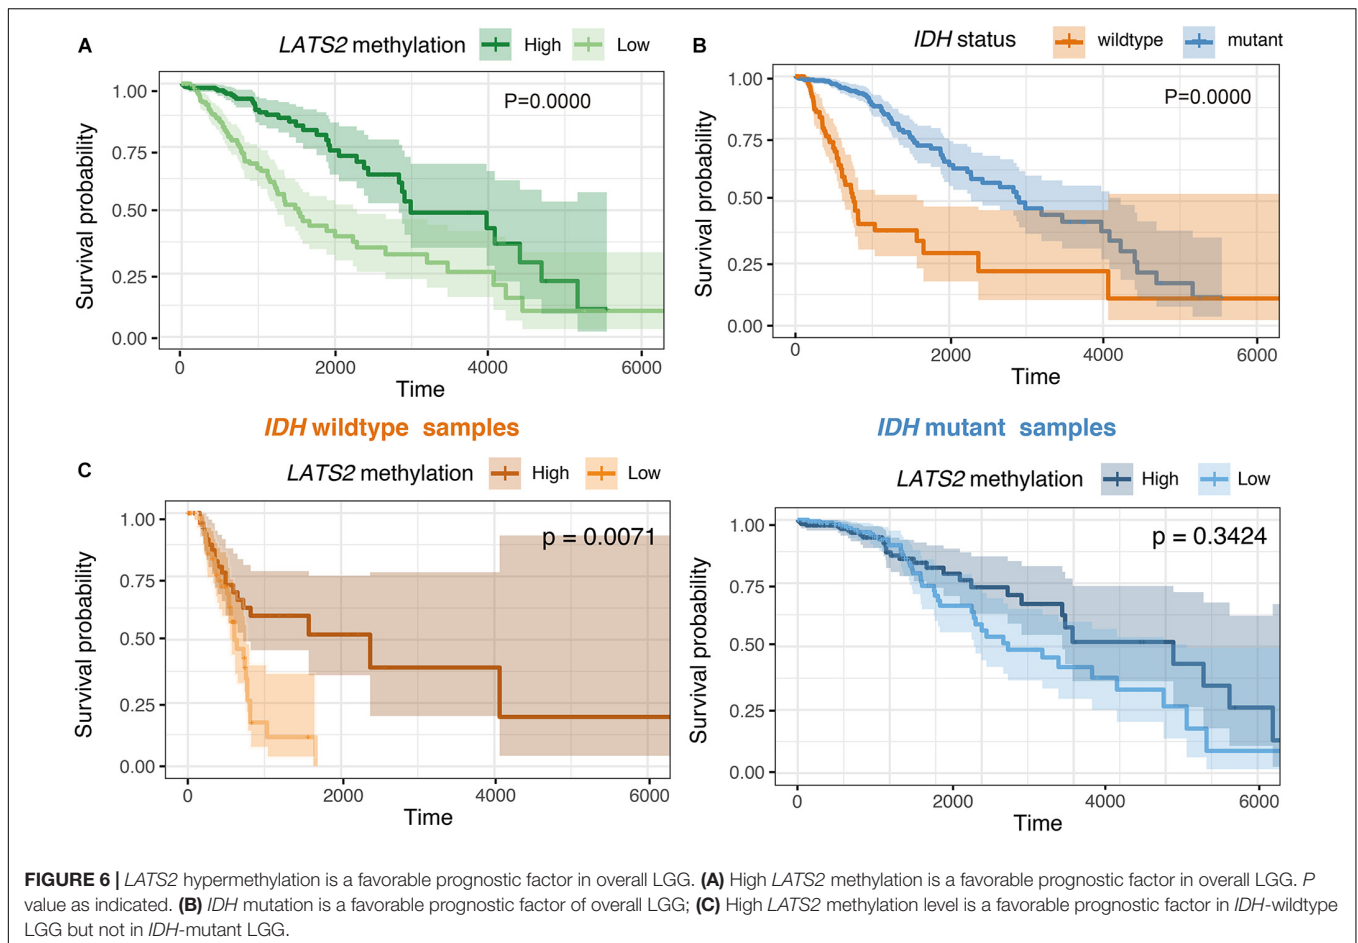 A
LATS2 methylation High Low
P=0.0000
Survival probability
1.00
0.75
0.50
0.25
0.00
0 2000 4000 6000
Time
B
IDH status wildtype mutant
P=0.0000
Survival probability
1.00
0.75
0.50
0.25
0.00
0 2000 4000 6000
Time
IDH wildtype samples
C
LATS2 methylation High Low
p = 0.0071
Survival probability
1.00
0.75
0.50
0.25
0.00
0 2000 4000 6000
Time
IDH mutant samples
LATS2 methylation High Low
p = 0.3424
Survival probability
1.00
0.75
0.50
0.25
0.00
0 2000 4000 6000
Time
FIGURE 6 | LATS2 hypermethylation is a favorable prognostic factor in overall LGG. (A) High LATS2 methylation is a favorable prognostic factor in overall LGG. P
value as indicated. (B) IDH mutation is a favorable prognostic factor of overall LGG; (C) High LATS2 methylation level is a favorable prognostic factor in IDH-wildtype
LGG but not in IDH-mutant LGG.